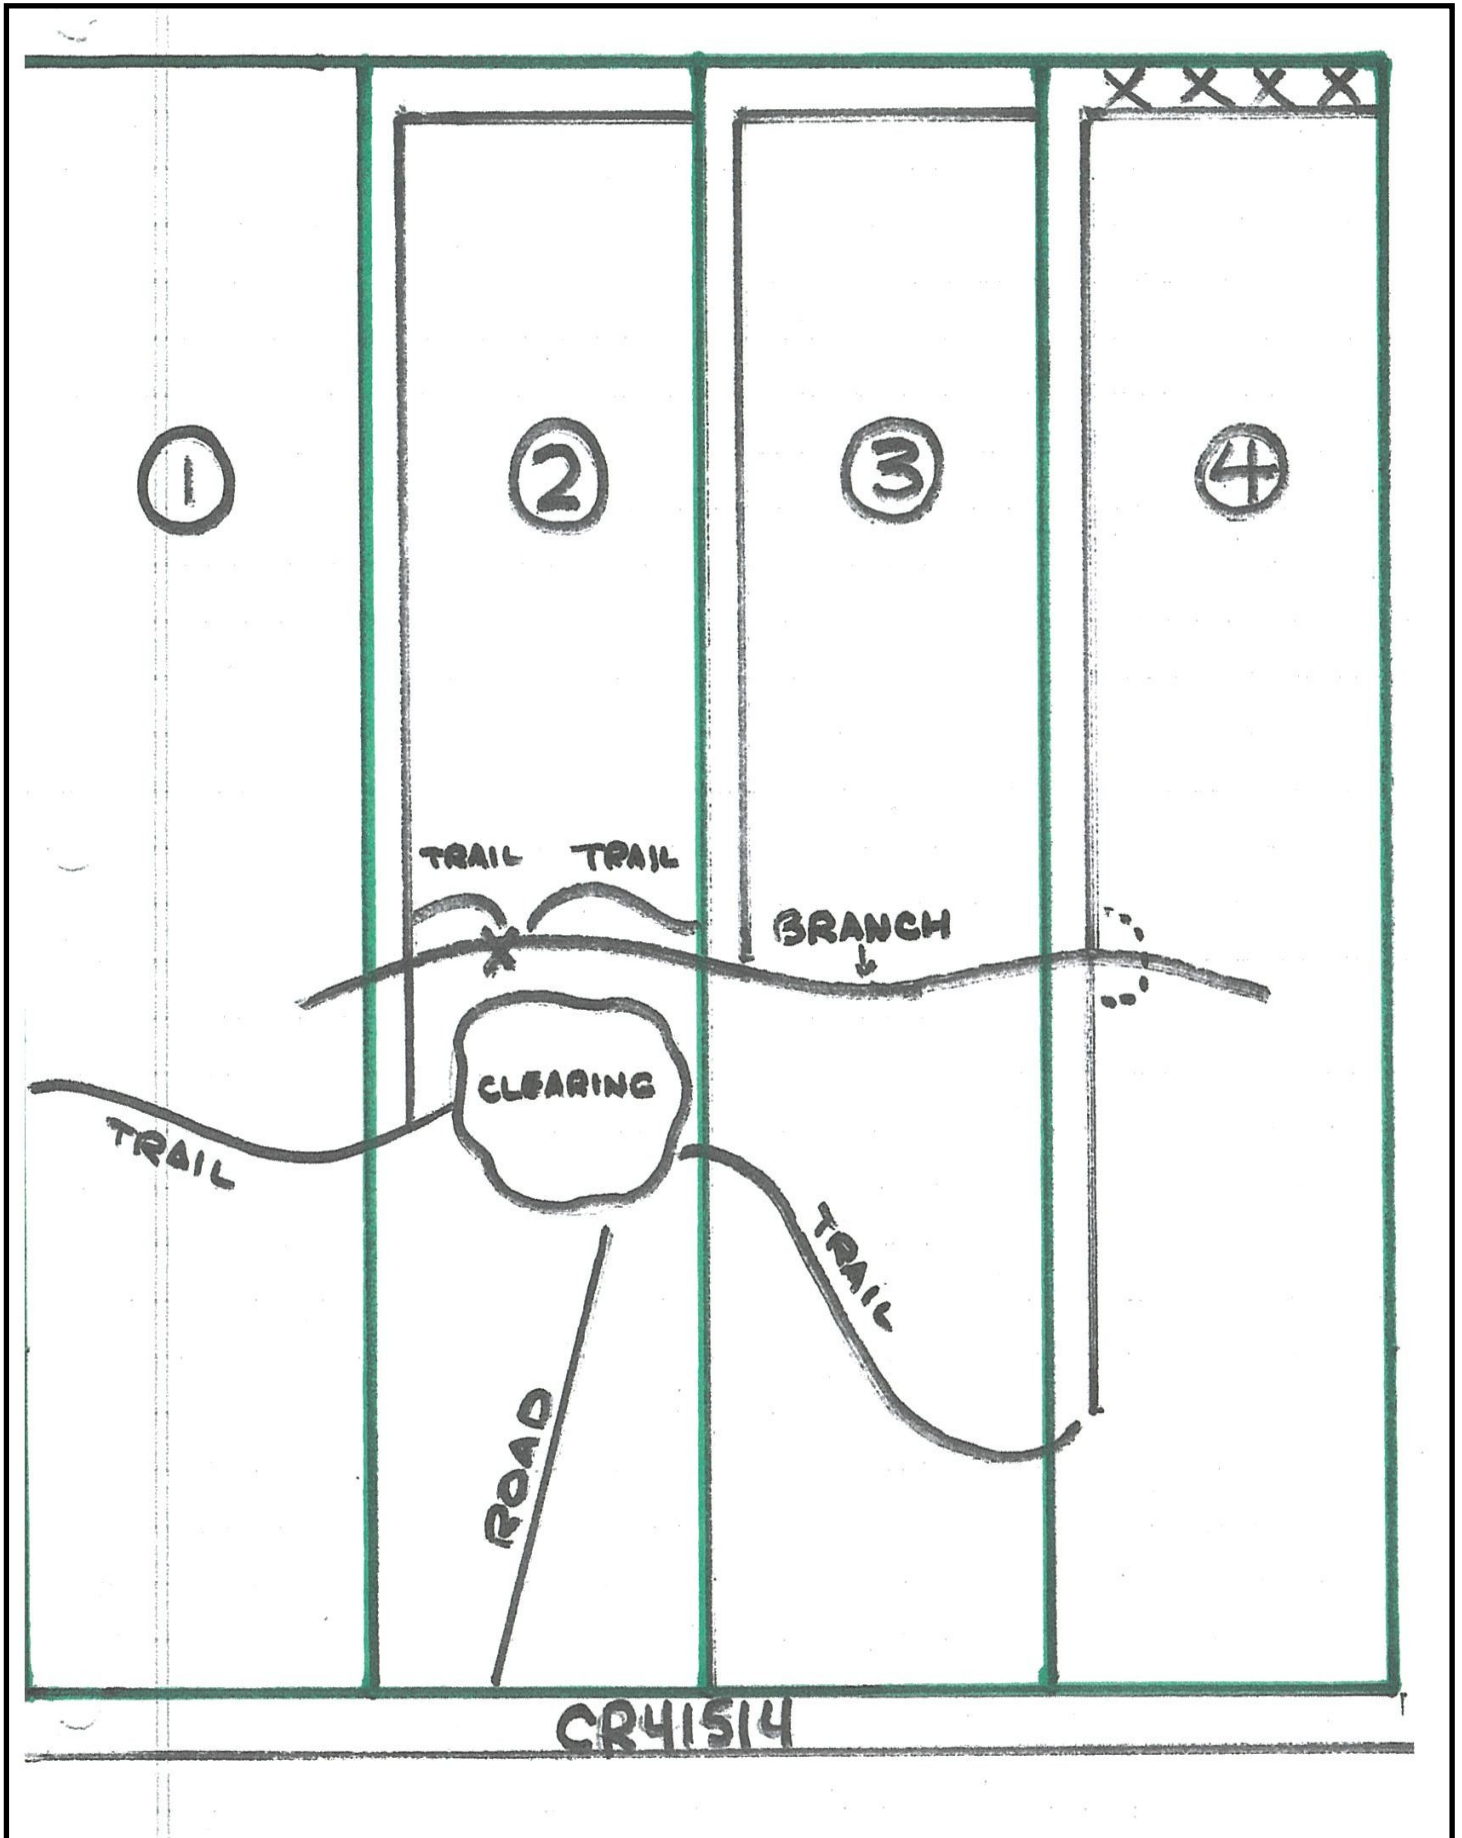 X X X X
1 2 3 4
TRAIL TRAIL
BRANCH
X
CLEARING
TRAIL
TRAIL
ROAD
CR41514